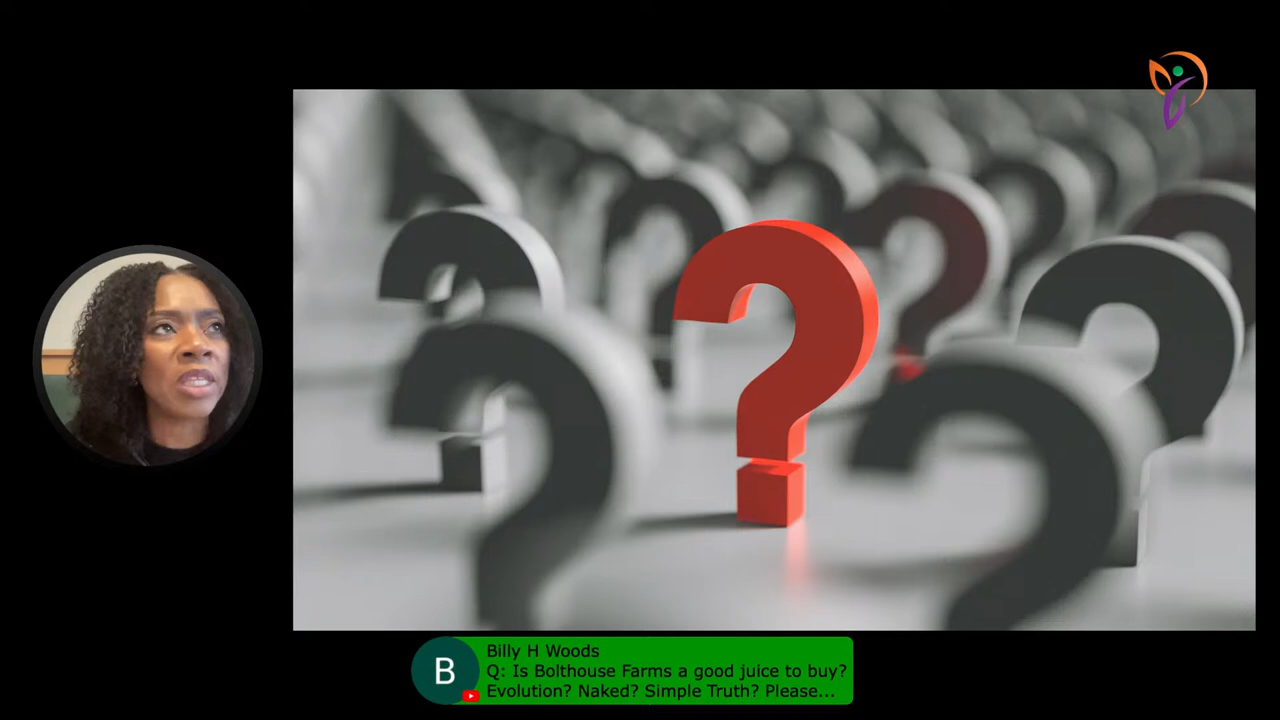 B
Billy H Woods
Q: Is Bolthouse Farms a good juice to buy?
Evolution? Naked? Simple Truth? Please...